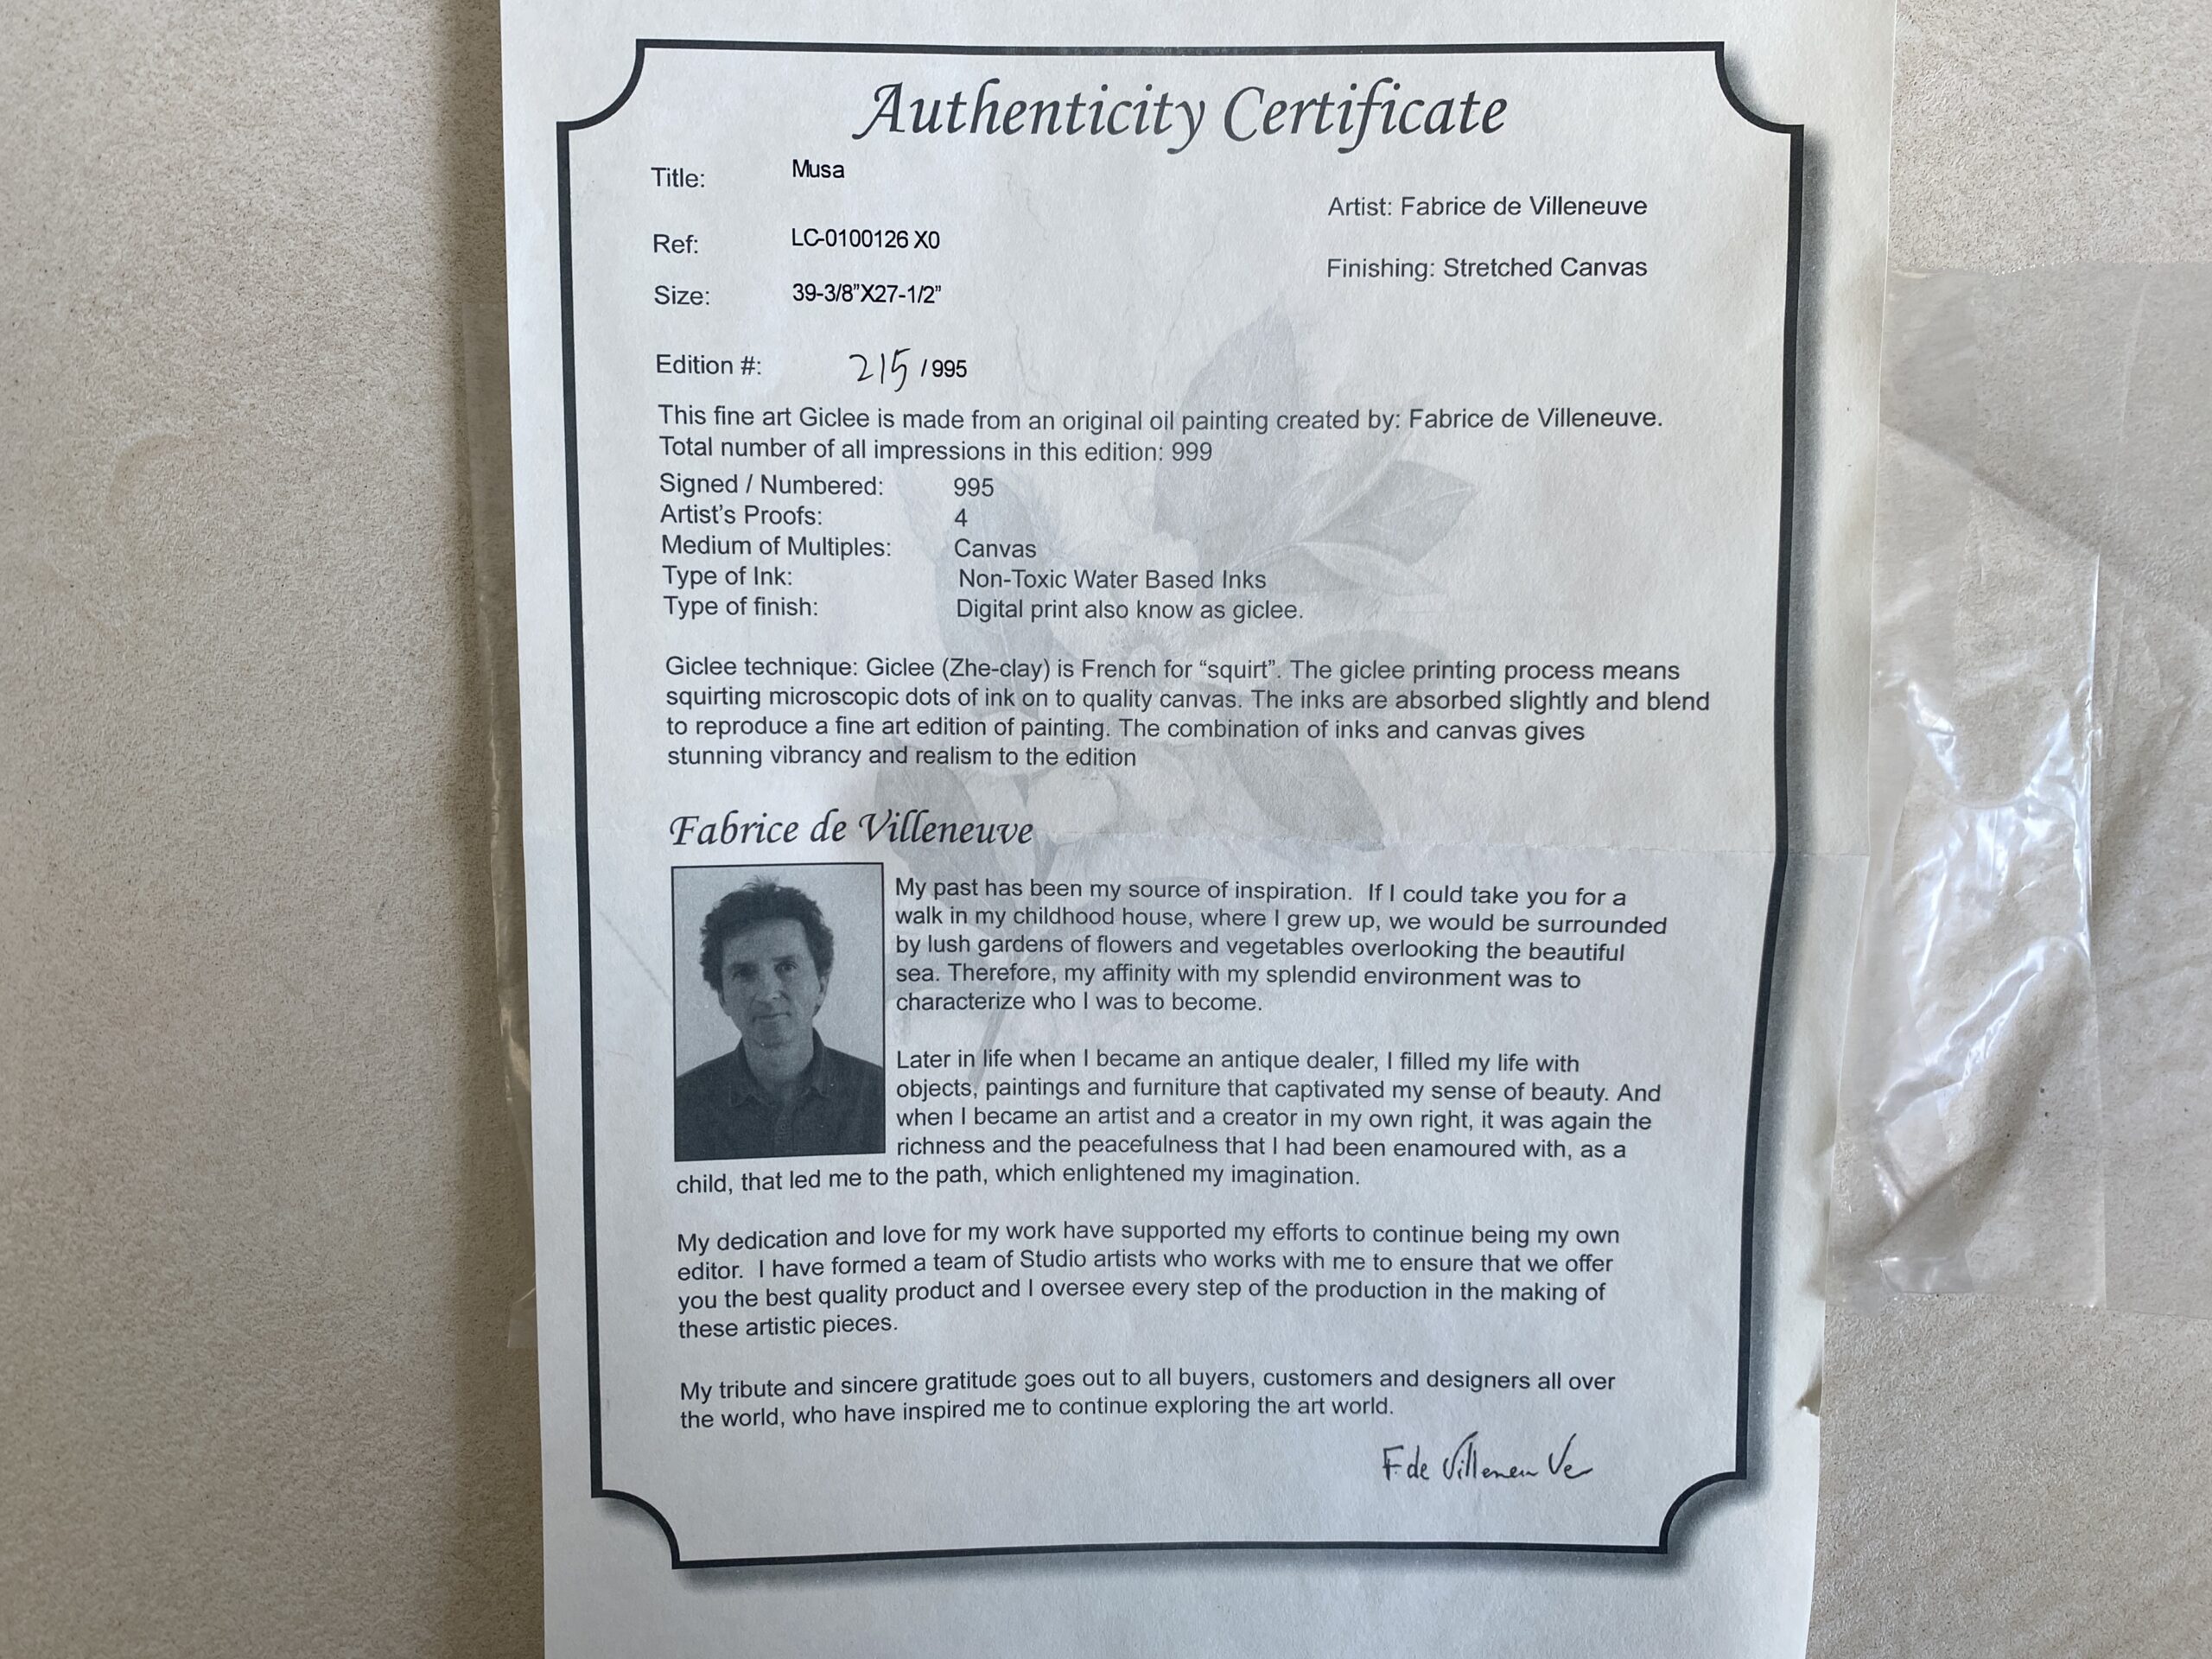 Authenticity Certificate
Title: Musa
Artist: Fabrice de Villeneuve
Ref: LC-0100126 X0
Finishing: Stretched Canvas
Size: 39-3/8”X27-1/2”
Edition #: 215 / 995
This fine art Giclee is made from an original oil painting created by: Fabrice de Villeneuve.
Total number of all impressions in this edition: 999
Signed / Numbered: 995
Artist’s Proofs: 4
Medium of Multiples: Canvas
Type of Ink: Non-Toxic Water Based Inks
Type of finish: Digital print also know as giclee.
Giclee technique: Giclee (Zhe-clay) is French for “squirt”. The giclee printing process means
squirting microscopic dots of ink on to quality canvas. The inks are absorbed slightly and blend
to reproduce a fine art edition of painting. The combination of inks and canvas gives
stunning vibrancy and realism to the edition
Fabrice de Villeneuve
My past has been my source of inspiration. If I could take you for a
walk in my childhood house, where I grew up, we would be surrounded
by lush gardens of flowers and vegetables overlooking the beautiful
sea. Therefore, my affinity with my splendid environment was to
characterize who I was to become.
Later in life when I became an antique dealer, I filled my life with
objects, paintings and furniture that captivated my sense of beauty. And
when I became an artist and a creator in my own right, it was again the
richness and the peacefulness that I had been enamoured with, as a
child, that led me to the path, which enlightened my imagination.
My dedication and love for my work have supported my efforts to continue being my own
editor. I have formed a team of Studio artists who works with me to ensure that we offer
you the best quality product and I oversee every step of the production in the making of
these artistic pieces.
My tribute and sincere gratitude goes out to all buyers, customers and designers all over
the world, who have inspired me to continue exploring the art world.
F. de Villeneuve